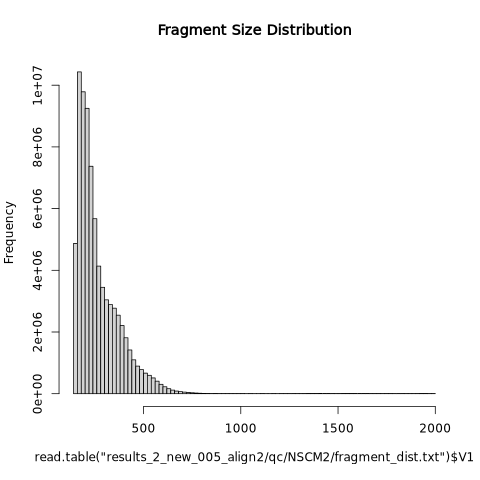 Fragment Size Distribution
Frequency
1e+07
8e+06
6e+06
4e+06
2e+06
0e+00
500 1000 1500 2000
read.table("results_2_new_005_align2/qc/NSCM2/fragment_dist.txt")$V1